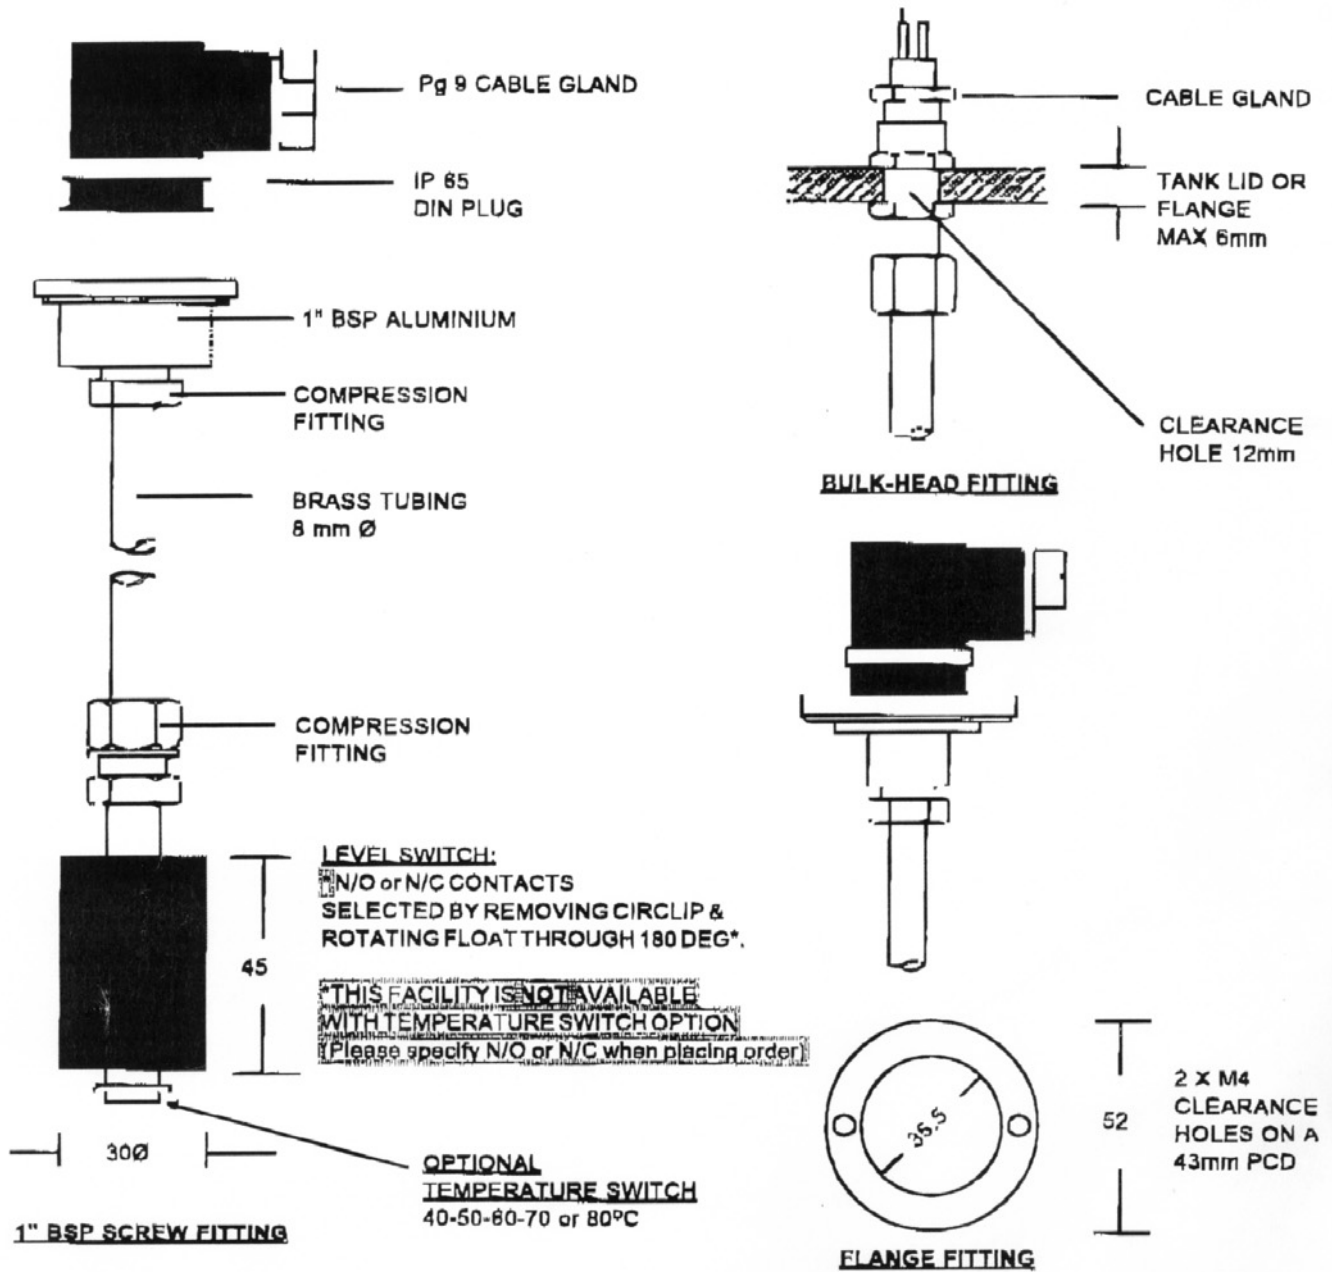 Pg 9 CABLE GLAND
IP 65
DIN PLUG
1" BSP ALUMINIUM
COMPRESSION
FITTING
BRASS TUBING
8 mm Ø
COMPRESSION
FITTING
LEVEL SWITCH:
*N/O or N/C CONTACTS
SELECTED BY REMOVING CIRCLIP &
ROTATING FLOAT THROUGH 180 DEG*.
*THIS FACILITY IS NOT AVAILABLE
WITH TEMPERATURE SWITCH OPTION
(Please specify N/O or N/C when placing order)
45
30Ø
OPTIONAL
TEMPERATURE SWITCH
40-50-60-70 or 80ºC
1" BSP SCREW FITTING
CABLE GLAND
TANK LID OR
FLANGE
MAX 6mm
CLEARANCE
HOLE 12mm
BULK-HEAD FITTING
35,5
52
2 X M4
CLEARANCE
HOLES ON A
43mm PCD
FLANGE FITTING